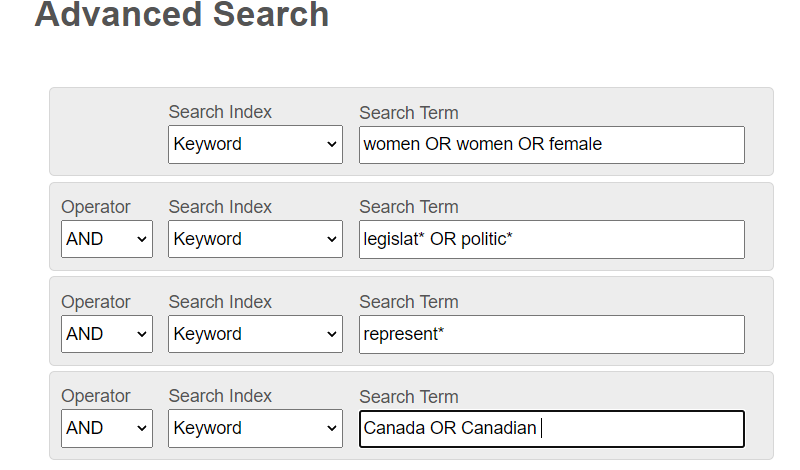 Advanced Search
Search Index Search Term
Keyword women OR women OR female
Operator Search Index Search Term
AND Keyword legislat* OR politic*
Operator Search Index Search Term
AND Keyword represent*
Operator Search Index Search Term
AND Keyword Canada OR Canadian